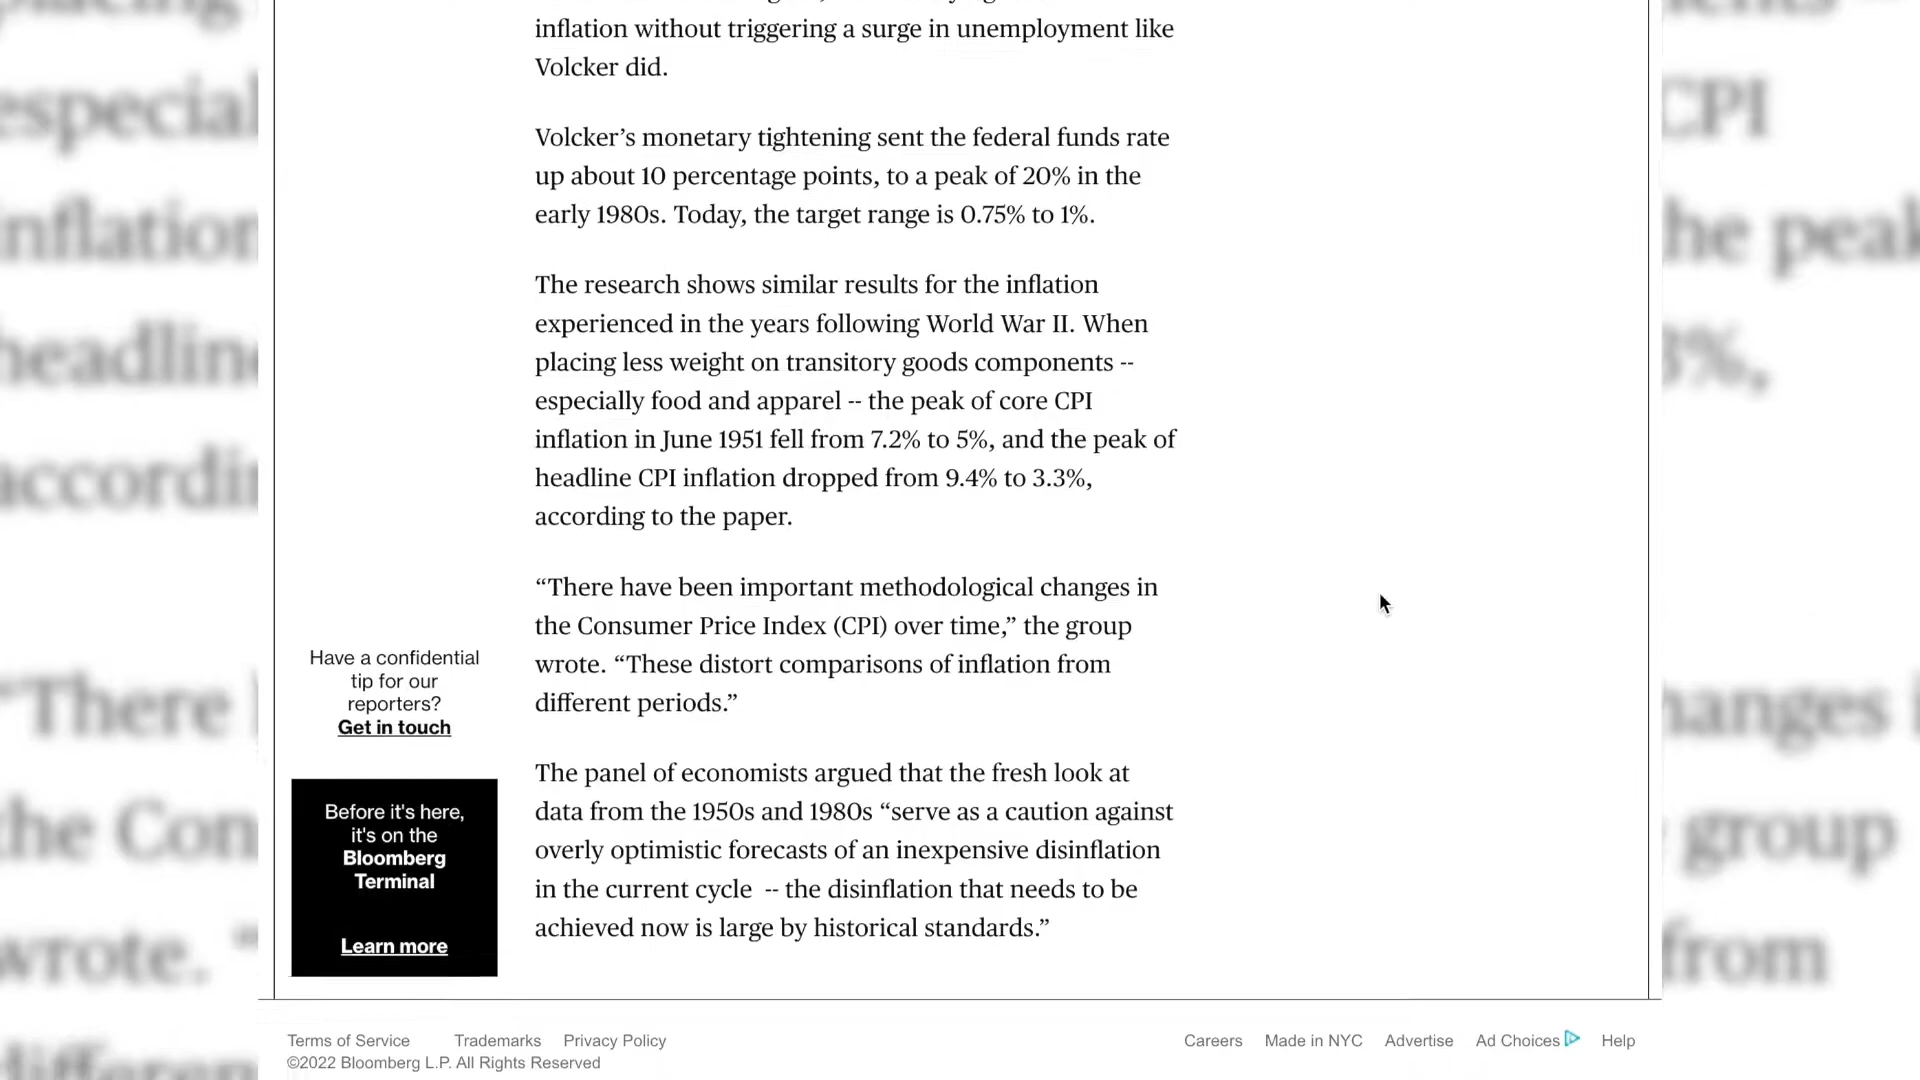 inflation without triggering a surge in unemployment like
Volcker did.
Volcker’s monetary tightening sent the federal funds rate
up about 10 percentage points, to a peak of 20% in the
early 1980s. Today, the target range is 0.75% to 1%.
The research shows similar results for the inflation
experienced in the years following World War II. When
placing less weight on transitory goods components --
especially food and apparel -- the peak of core CPI
inflation in June 1951 fell from 7.2% to 5%, and the peak of
headline CPI inflation dropped from 9.4% to 3.3%,
according to the paper.
“There have been important methodological changes in
the Consumer Price Index (CPI) over time,” the group
wrote. “These distort comparisons of inflation from
different periods.”
The panel of economists argued that the fresh look at
data from the 1950s and 1980s “serve as a caution against
overly optimistic forecasts of an inexpensive disinflation
in the current cycle -- the disinflation that needs to be
achieved now is large by historical standards.”
Have a confidential
tip for our
reporters?
Get in touch
Before it's here,
it's on the
Bloomberg
Terminal
Learn more
Terms of Service Trademarks Privacy Policy
©2022 Bloomberg L.P. All Rights Reserved
Careers Made in NYC Advertise Ad Choices Help